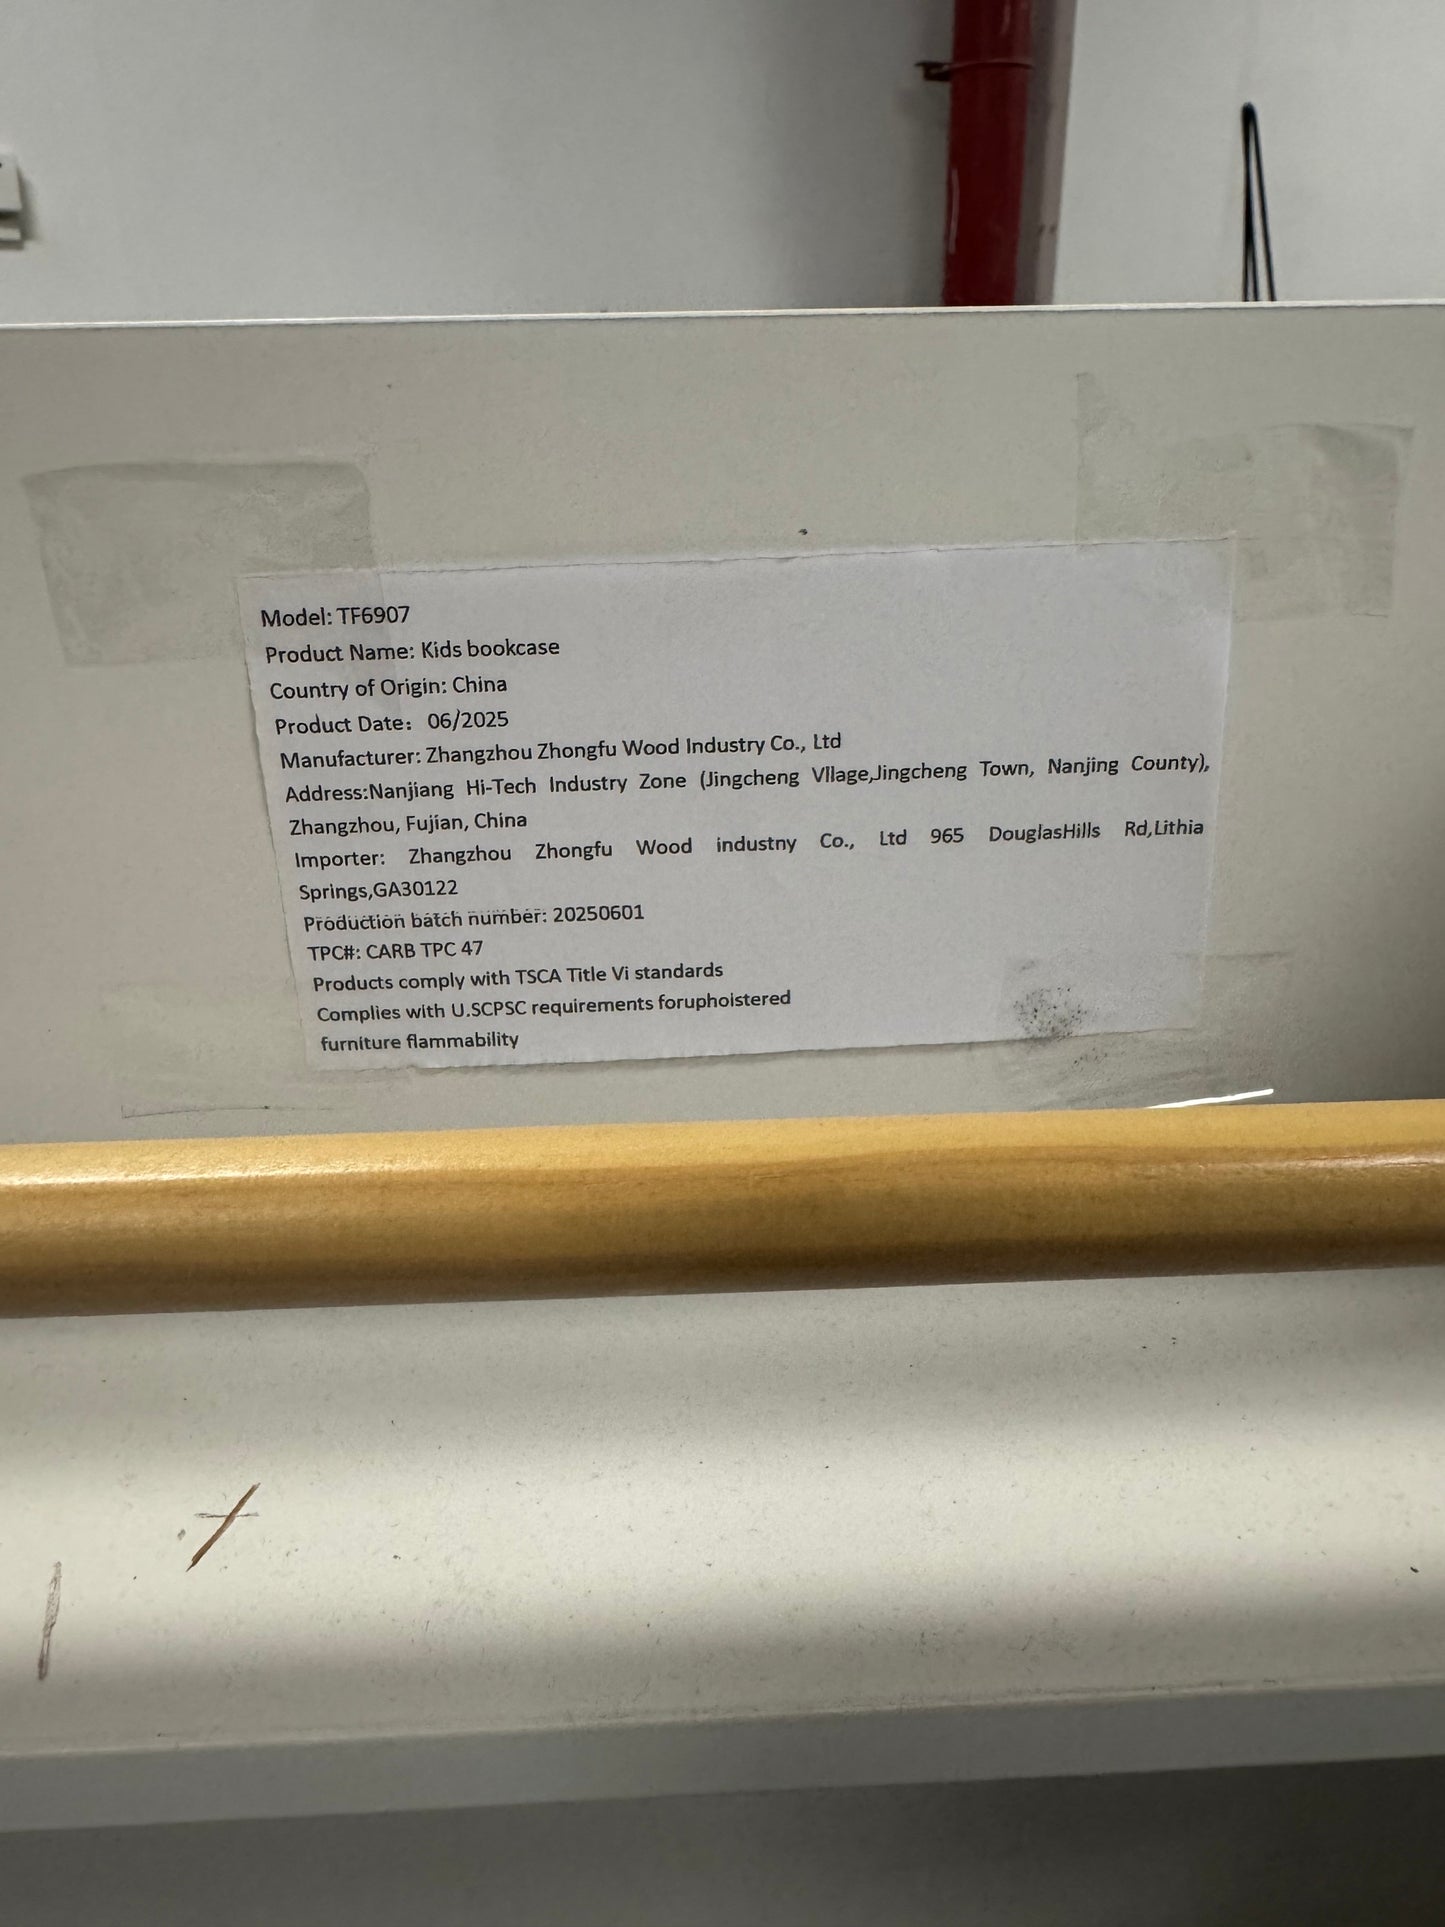 Model: TF6907
Product Name: Kids bookcase
Country of Origin: China
Product Date: 06/2025
Manufacturer: Zhangzhou Zhongfu Wood Industry Co., Ltd
Address:Nanjiang Hi-Tech Industry Zone (Jingcheng Vllage,Jingcheng Town, Nanjing County),
Zhangzhou, Fujian, China
Importer: Zhangzhou Zhongfu Wood industny Co., Ltd 965 DouglasHills Rd,Lithia
Springs,GA30122
Production batch number: 20250601
TPC#: CARB TPC 47
Products comply with TSCA Title Vi standards
Complies with U.SCPSC requirements foruphoistered
furniture flammability